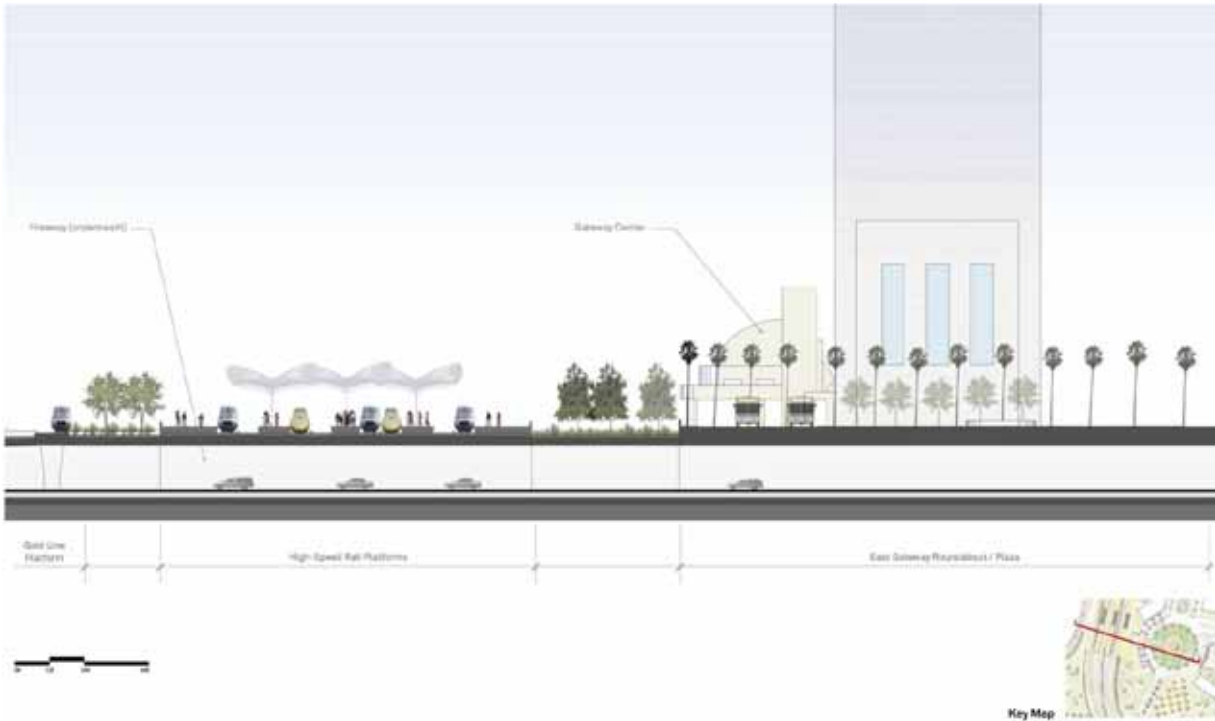 Freeway (underneath)
Gateway Center
Gold Line
Platform
High-Speed Rail Platforms
East Gateway Roundabout / Plaza
Key Map